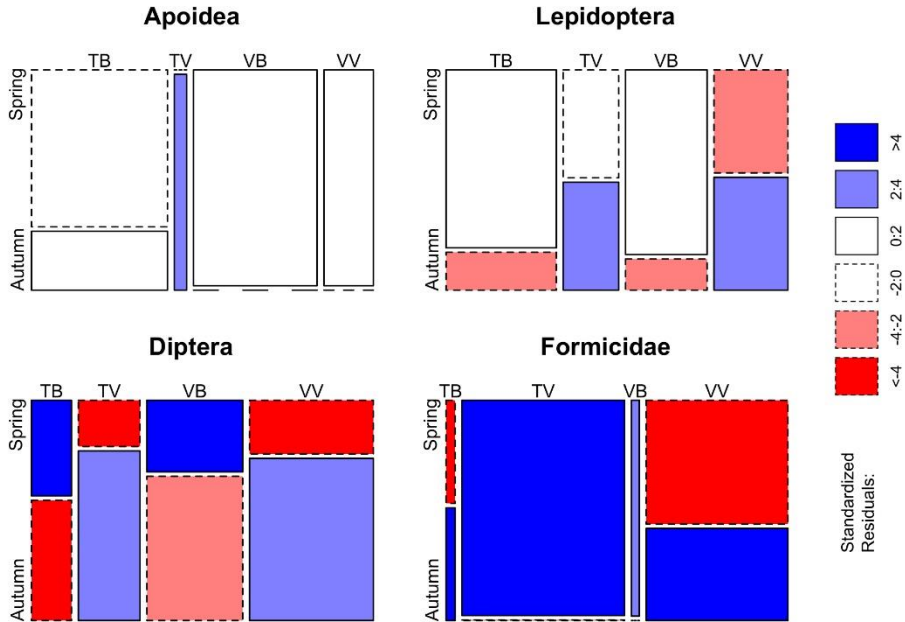 Apoidea
TB TV VB VV
Spring
Autumn
Lepidoptera
TB TV VB VV
Spring
Autumn
Diptera
TB TV VB VV
Spring
Autumn
Formicidae
TB TV VB VV
Spring
Autumn
>4
2:4
0:2
-2:0
-4:-2
<4
Standardized
Residuals: